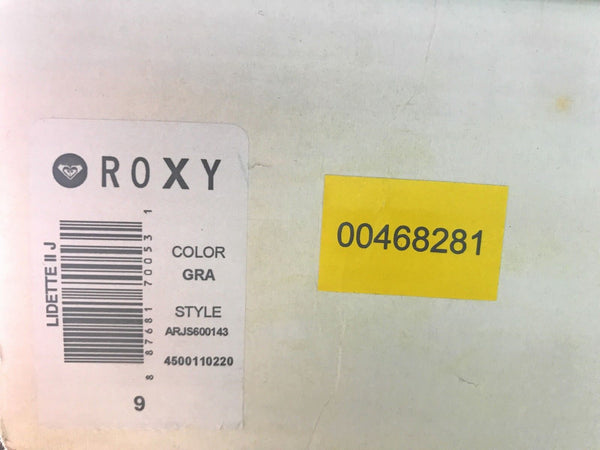 ROXY
LIDETTE II J
8 87681 70053 1
COLOR
GRA
STYLE
ARJS600143
4500110220
9
00468281